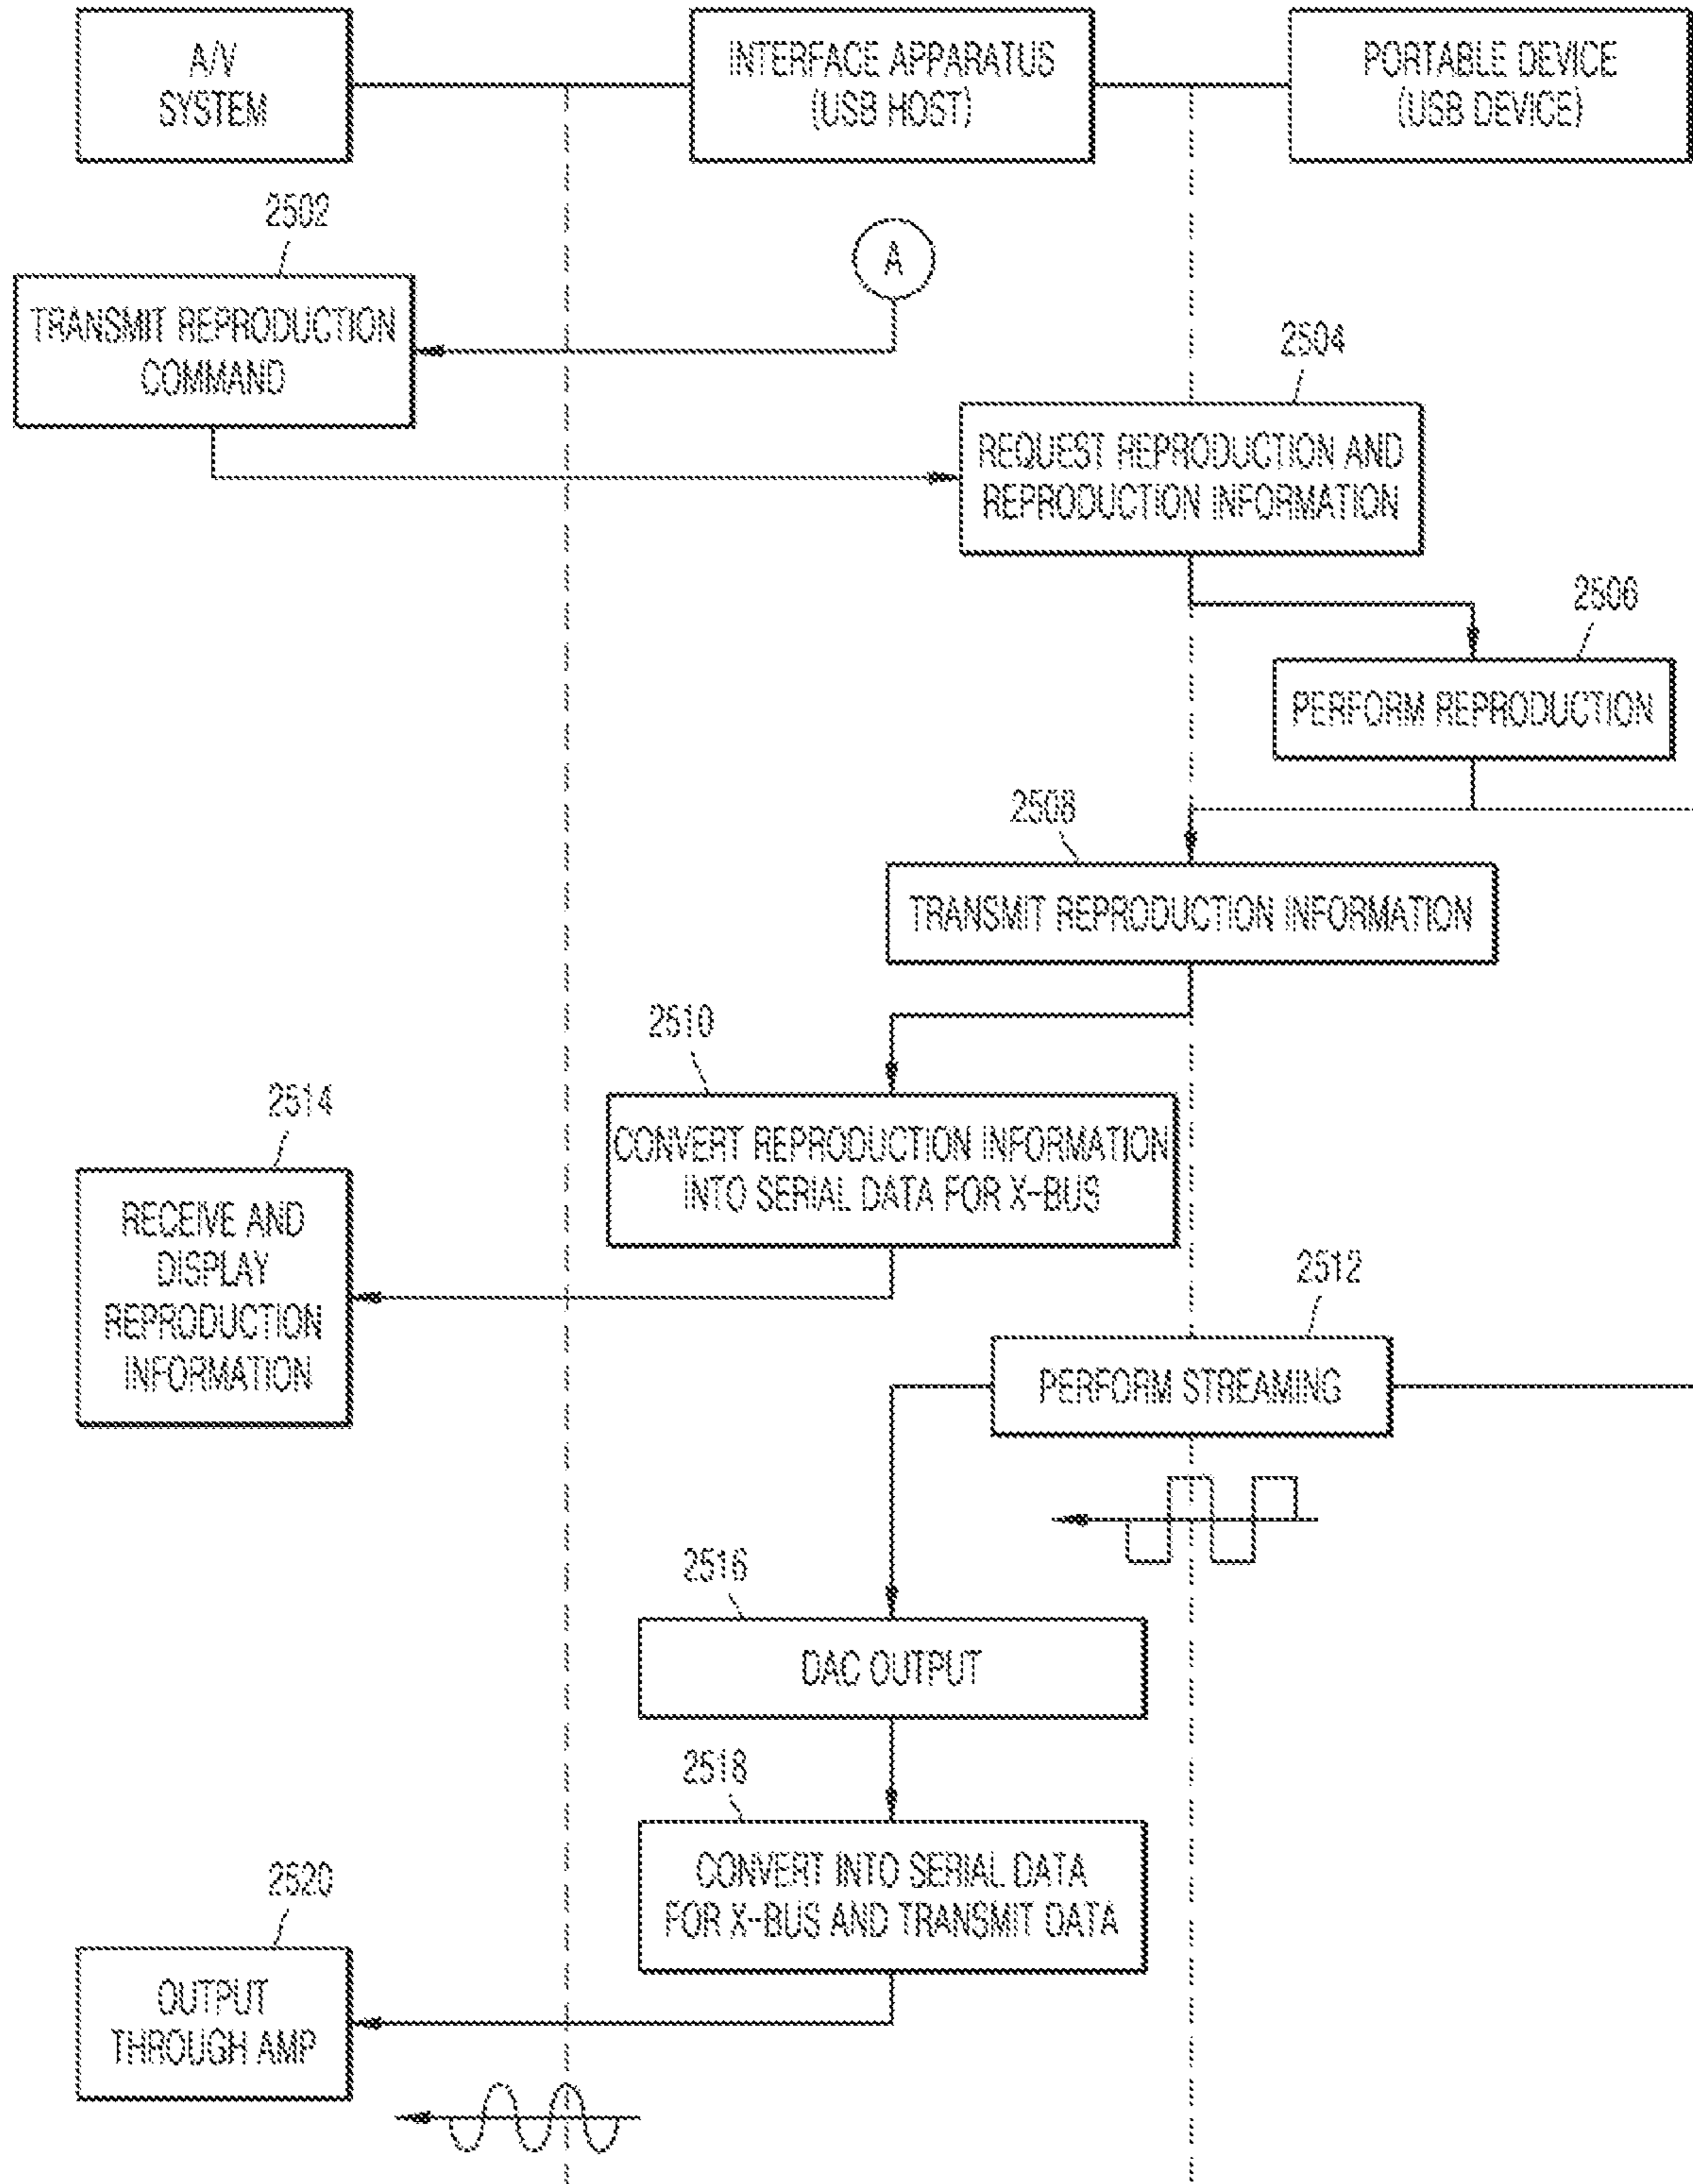 A/V
SYSTEM
INTERFACE APPARATUS
(USB HOST)
PORTABLE DEVICE
(USB DEVICE)
2502
A
TRANSMIT REPRODUCTION
COMMAND
2504
REQUEST REPRODUCTION AND
REPRODUCTION INFORMATION
2506
PERFORM REPRODUCTION
2508
TRANSMIT REPRODUCTION INFORMATION
2510
CONVERT REPRODUCTION INFORMATION
INTO SERIAL DATA FOR X-BUS
2514
RECEIVE AND
DISPLAY
REPRODUCTION
INFORMATION
2512
PERFORM STREAMING
2516
DAC OUTPUT
2518
CONVERT INTO SERIAL DATA
FOR X-BUS AND TRANSMIT DATA
2520
OUTPUT
THROUGH AMP